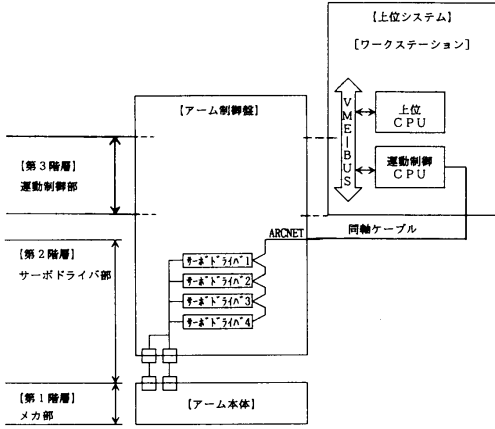 【上位システム】
[ワークステーション]
【アーム制御盤】
VME-BUS
上位
CPU
運動制御
CPU
【第3階層】
運動制御部
ARCNET
同軸ケーブル
【第2階層】
サーボドライバ部
サーボドライバ1
サーボドライバ2
サーボドライバ3
サーボドライバ4
【第1階層】
メカ部
【アーム本体】